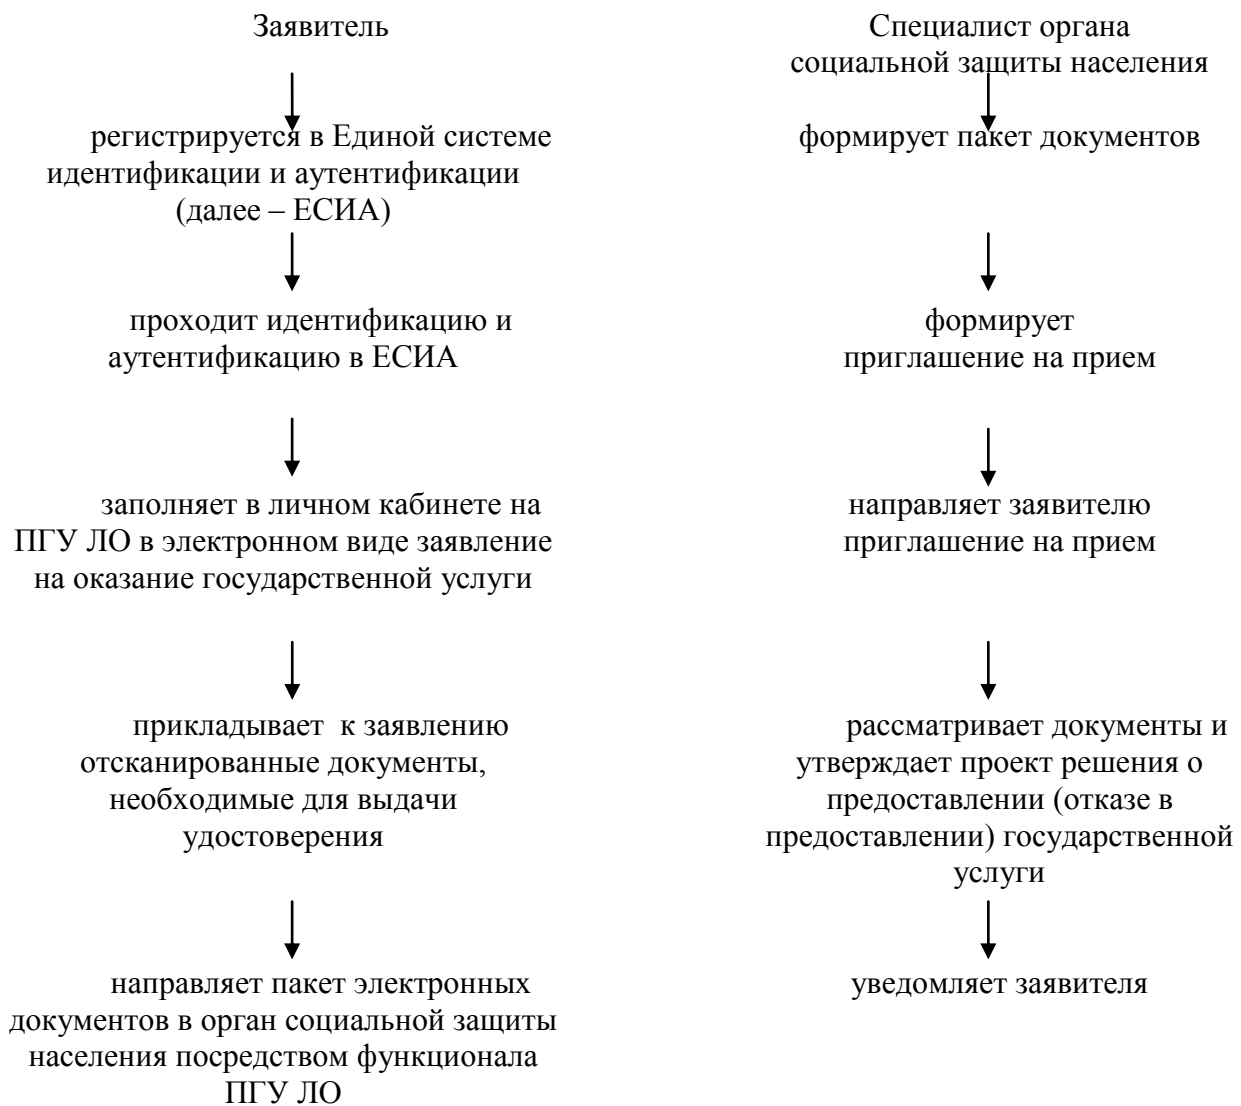 Заявитель
регистрируется в Единой системе
идентификации и аутентификации
(далее – ЕСИА)
проходит идентификацию и
аутентификацию в ЕСИА
заполняет в личном кабинете на
ПГУ ЛО в электронном виде заявление
на оказание государственной услуги
прикладывает к заявлению
отсканированные документы,
необходимые для выдачи
удостоверения
направляет пакет электронных
документов в орган социальной защиты
населения посредством функционала
ПГУ ЛО
Специалист органа
социальной защиты населения
формирует пакет документов
формирует
приглашение на прием
направляет заявителю
приглашение на прием
рассматривает документы и
утверждает проект решения о
предоставлении (отказе в
предоставлении) государственной
услуги
уведомляет заявителя